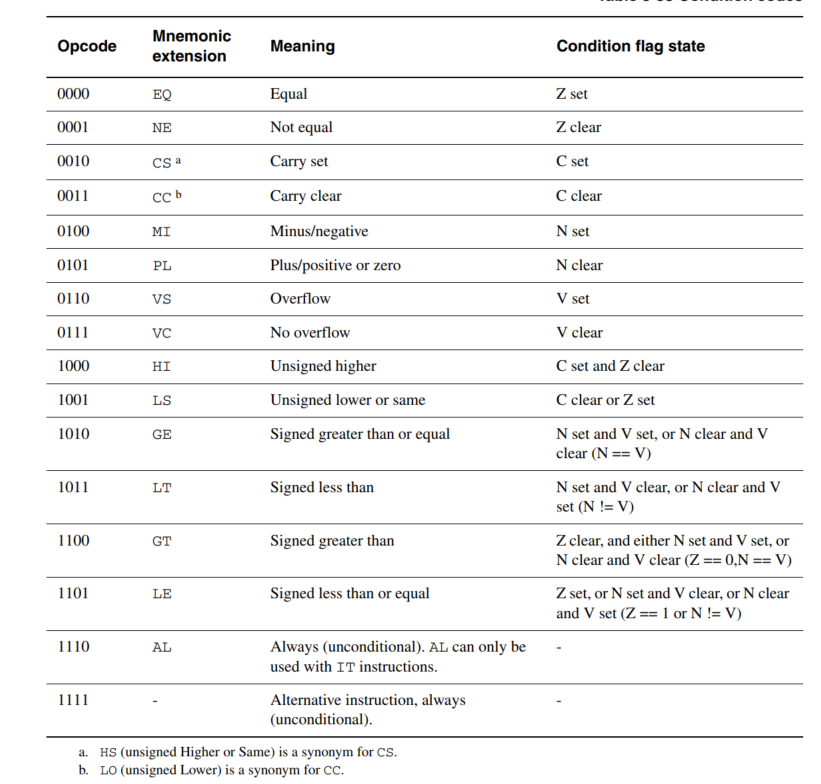 Opcode Mnemonic extension Meaning Condition flag state
0000 EQ Equal Z set
0001 NE Not equal Z clear
0010 CS a Carry set C set
0011 CC b Carry clear C clear
0100 MI Minus/negative N set
0101 PL Plus/positive or zero N clear
0110 VS Overflow V set
0111 VC No overflow V clear
1000 HI Unsigned higher C set and Z clear
1001 LS Unsigned lower or same C clear or Z set
1010 GE Signed greater than or equal N set and V set, or N clear and V
clear (N == V)
1011 LT Signed less than N set and V clear, or N clear and V
set (N != V)
1100 GT Signed greater than Z clear, and either N set and V set, or
N clear and V clear (Z == 0,N == V)
1101 LE Signed less than or equal Z set, or N set and V clear, or N clear
and V set (Z == 1 or N != V)
1110 AL Always (unconditional). AL can only be -
used with IT instructions.
1111 - Alternative instruction, always -
(unconditional).
a. HS (unsigned Higher or Same) is a synonym for CS.
b. LO (unsigned Lower) is a synonym for CC.